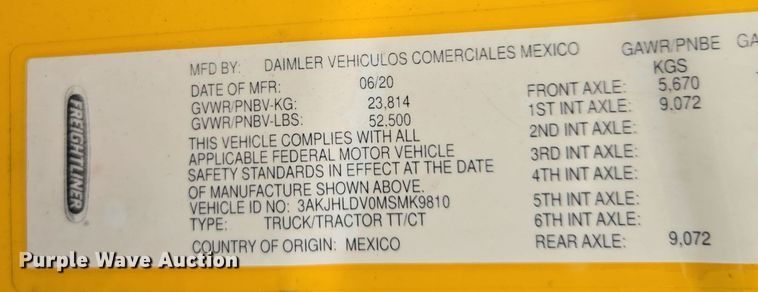 FREIGHTLINER
MFD BY: DAIMLER VEHICULOS COMERCIALES MEXICO
DATE OF MFR: 06/20
GVWR/PNBV-KG: 23,814
GVWR/PNBV-LBS: 52,500
THIS VEHICLE COMPLIES WITH ALL
APPLICABLE FEDERAL MOTOR VEHICLE
SAFETY STANDARDS IN EFFECT AT THE DATE
OF MANUFACTURE SHOWN ABOVE.
VEHICLE ID NO: 3AKJHLDV0MSMK9810
TYPE: TRUCK/TRACTOR TT/CT
COUNTRY OF ORIGIN: MEXICO
GAWR/PNBE GA
KGS
FRONT AXLE: 5,670
1ST INT AXLE: 9,072
2ND INT AXLE:
3RD INT AXLE:
4TH INT AXLE:
5TH INT AXLE:
6TH INT AXLE:
REAR AXLE: 9,072
Purple Wave Auction